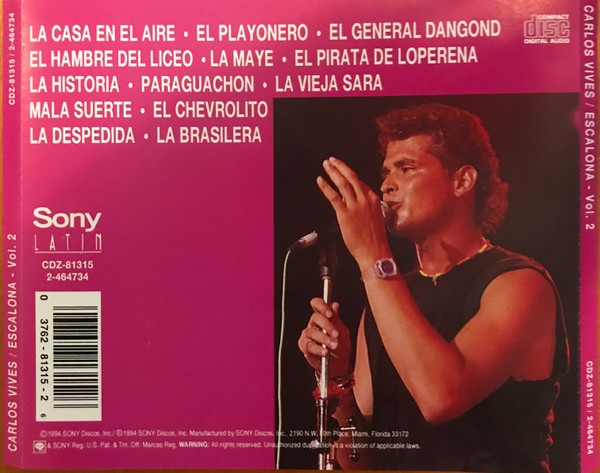 LA CASA EN EL AIRE • EL PLAYONERO • EL GENERAL DANGOND
EL HAMBRE DEL LICEO • LA MAYE • EL PIRATA DE LOPERENA
LA HISTORIA • PARAGUACHON • LA VIEJA SARA
MALA SUERTE • EL CHEVROLITO
LA DESPEDIDA • LA BRASILERA
COMPACT
disc
DIGITAL AUDIO
Sony
LATIN
CDZ-81315
2-464734
0 3762-81315-2 6
©1994 SONY Discos, Inc./ ℗1994 SONY Discos, Inc. Manufactured by SONY Discos, Inc., 2190 N.W. 89th Place, Miami, Florida 33172
& SONY Reg. U.S. Pat. & Tm. Off. Marcas Reg. WARNING: All Rights Reserved. Unauthorized duplication is a violation of applicable laws.
CARLOS VIVES / ESCALONA - Vol. 2
CDZ-81315 / 2-464734
CARLOS VIVES / ESCALONA - Vol. 2
CDZ-81315 / 2-464734